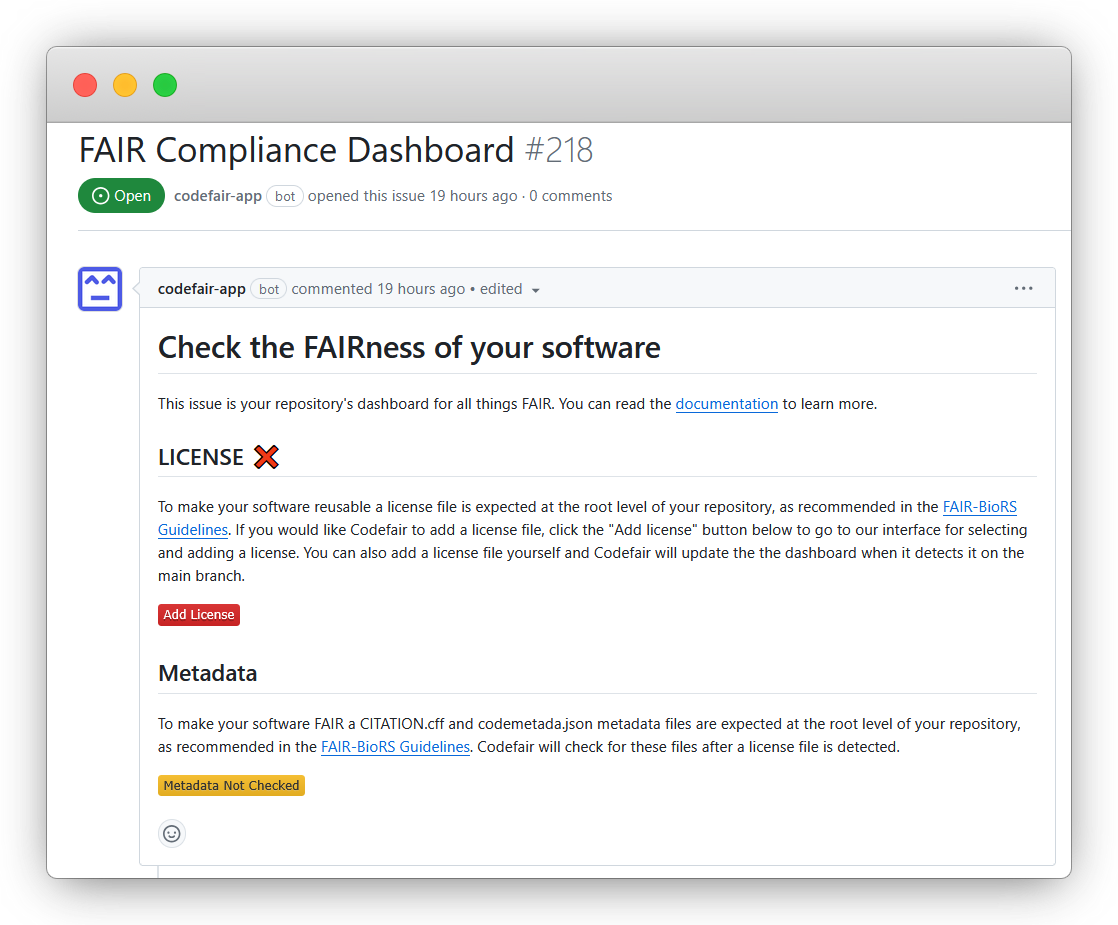 FAIR Compliance Dashboard #218
Open codefair-app bot opened this issue 19 hours ago · 0 comments
codefair-app bot commented 19 hours ago • edited
Check the FAIRness of your software
This issue is your repository's dashboard for all things FAIR. You can read the documentation to learn more.
LICENSE ❌
To make your software reusable a license file is expected at the root level of your repository, as recommended in the FAIR-BioRS
Guidelines. If you would like Codefair to add a license file, click the "Add license" button below to go to our interface for selecting
and adding a license. You can also add a license file yourself and Codefair will update the the dashboard when it detects it on the
main branch.
Add License
Metadata
To make your software FAIR a CITATION.cff and codemetada.json metadata files are expected at the root level of your repository,
as recommended in the FAIR-BioRS Guidelines. Codefair will check for these files after a license file is detected.
Metadata Not Checked